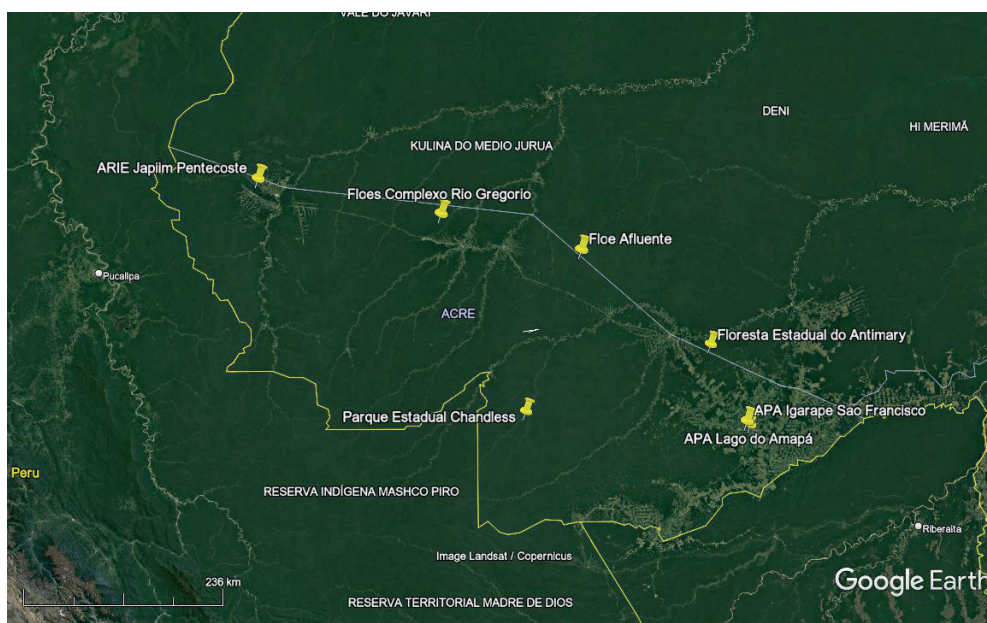 VALE DO JAVARI
DENI
HI MERIMÃ
KULINA DO MEDIO JURUA
ARIE Japiim Pentecoste
Floes Complexo Rio Gregorio
Floe Afluente
Pucallpa
ACRE
Floresta Estadual do Antimary
Parque Estadual Chandless
APA Igarape Sao Francisco
APA Lago do Amapá
Peru
RESERVA INDÍGENA MASHCO PIRO
Riberalta
Image Landsat / Copernicus
236 km
Google Earth
RESERVA TERRITORIAL MADRE DE DIOS